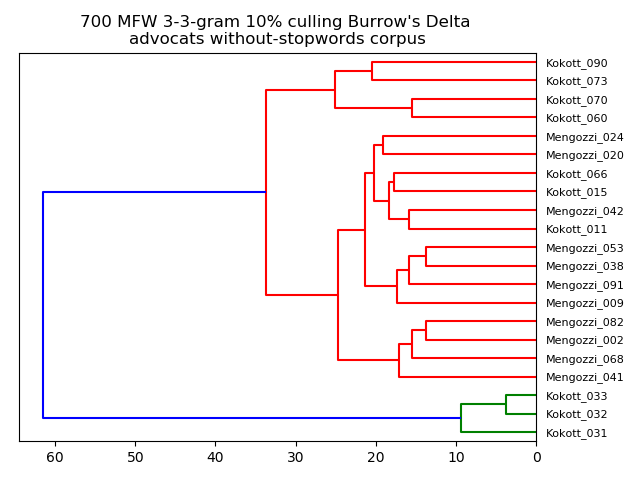 700 MFW 3-3-gram 10% culling Burrow's Delta
advocats without-stopwords corpus
Kokott_090
Kokott_073
Kokott_070
Kokott_060
Mengozzi_024
Mengozzi_020
Kokott_066
Kokott_015
Mengozzi_042
Kokott_011
Mengozzi_053
Mengozzi_038
Mengozzi_091
Mengozzi_009
Mengozzi_082
Mengozzi_002
Mengozzi_068
Mengozzi_041
Kokott_033
Kokott_032
Kokott_031
60 50 40 30 20 10 0